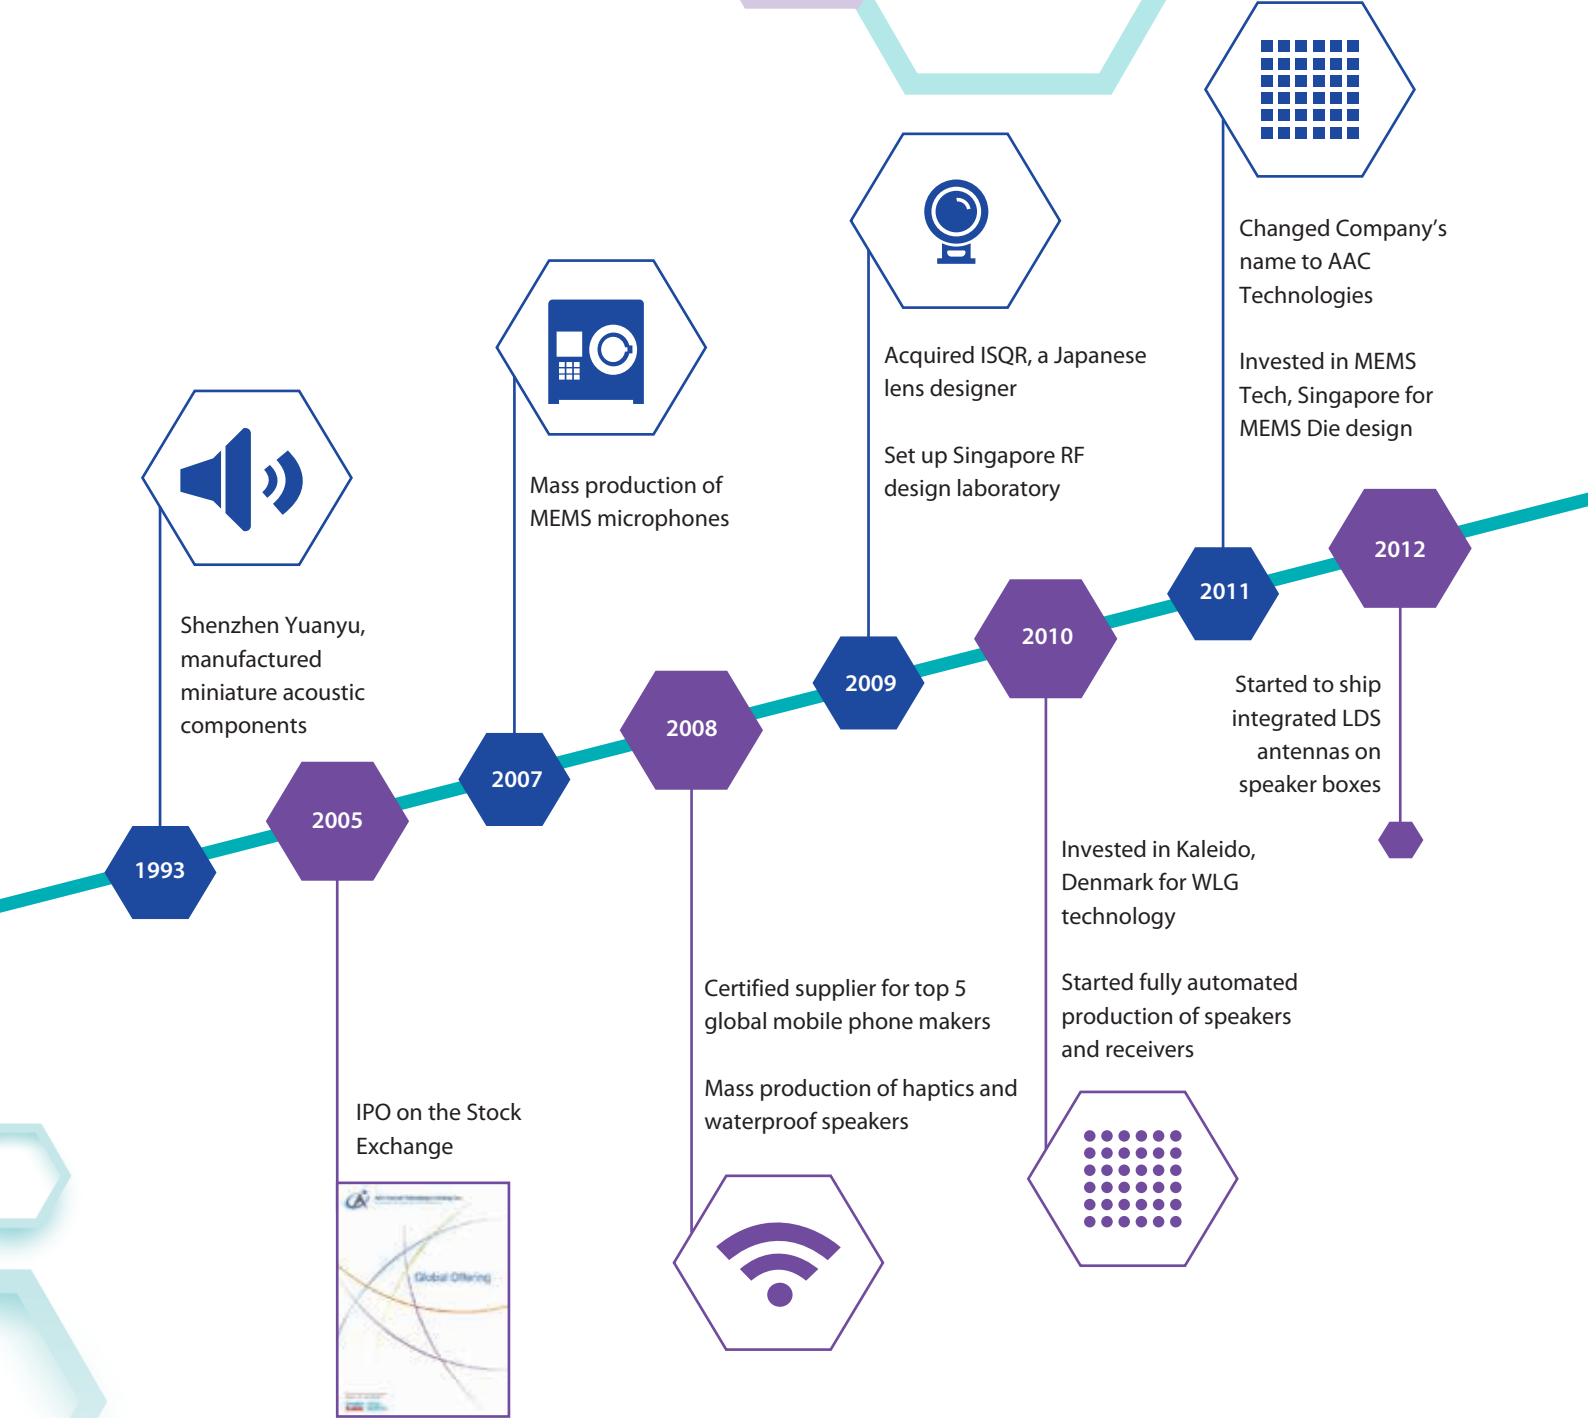 Changed Company's
name to AAC
Technologies
Invested in MEMS
Tech, Singapore for
MEMS Die design
Acquired ISQR, a Japanese
lens designer
Set up Singapore RF
design laboratory
Mass production of
MEMS microphones
Shenzhen Yuanyu,
manufactured
miniature acoustic
components
1993
2005
2007
2008
2009
2010
2011
2012
Started to ship
integrated LDS
antennas on
speaker boxes
Invested in Kaleido,
Denmark for WLG
technology
Started fully automated
production of speakers
and receivers
Certified supplier for top 5
global mobile phone makers
Mass production of haptics and
waterproof speakers
IPO on the Stock
Exchange
Global Offering